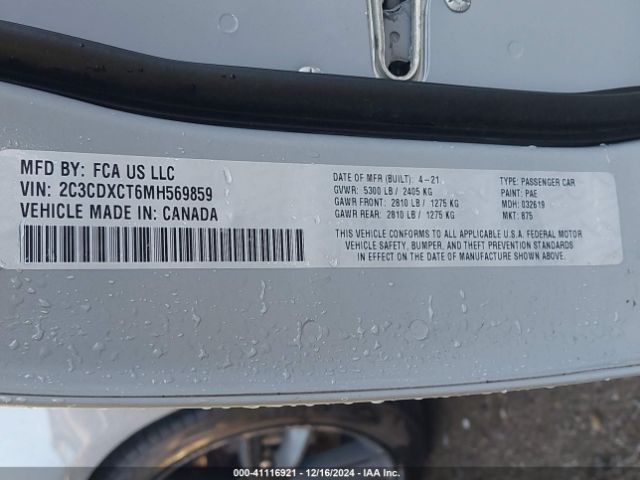 MFD BY: FCA US LLC
VIN: 2C3CDXCT6MH569859
VEHICLE MADE IN: CANADA
DATE OF MFR (BUILT): 4-21
GVWR: 5300 LB / 2405 KG
GAWR FRONT: 2810 LB / 1275 KG
GAWR REAR: 2810 LB / 1275 KG
TYPE: PASSENGER CAR
PAINT: PAE
MDH: 032619
MKT: B75
THIS VEHICLE CONFORMS TO ALL APPLICABLE U.S.A. FEDERAL MOTOR
VEHICLE SAFETY, BUMPER, AND THEFT PREVENTION STANDARDS
IN EFFECT ON THE DATE OF MANUFACTURE SHOWN ABOVE.
000-41116921 - 12/16/2024 - IAA Inc.